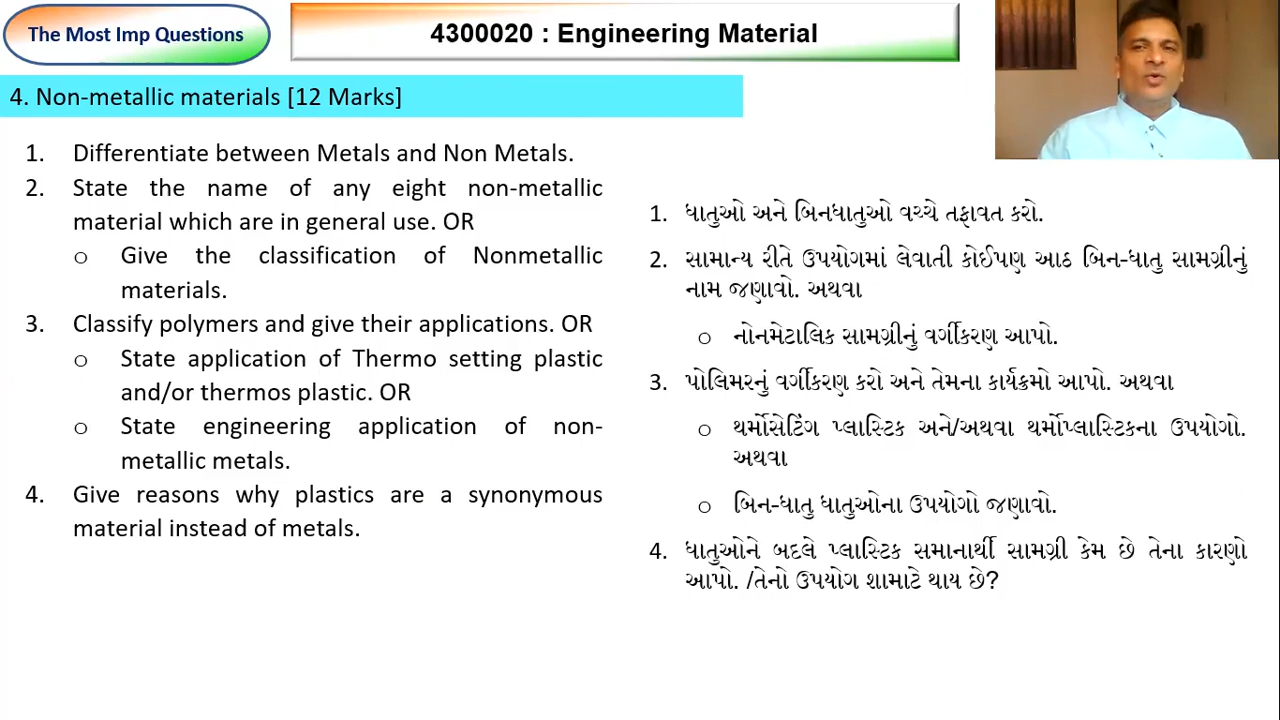 The Most Imp Questions
4300020 : Engineering Material
4. Non-metallic materials [12 Marks]
1. Differentiate between Metals and Non Metals.
2. State the name of any eight non-metallic
material which are in general use. OR
o Give the classification of Nonmetallic
materials.
3. Classify polymers and give their applications. OR
o State application of Thermo setting plastic
and/or thermos plastic. OR
o State engineering application of non-
metallic metals.
4. Give reasons why plastics are a synonymous
material instead of metals.
1. ધાતુઓ અને બિનધાતુઓ વચ્ચે તફાવત કરો.
2. સામાન્ય રીતે ઉપયોગમાં લેવાતી કોઈપણ આઠ બિન-ધાતુ સામગ્રીનું
નામ જણાવો. અથવા
o નોનમેટાલિક સામગ્રીનું વર્ગીકરણ આપો.
3. પોલિમરનું વર્ગીકરણ કરો અને તેમના કાર્યક્રમો આપો. અથવા
o થર્મોસેટિંગ પ્લાસ્ટિક અને/અથવા થર્મોપ્લાસ્ટિકના ઉપયોગો.
અથવા
o બિન-ધાતુ ધાતુઓના ઉપયોગો જણાવો.
4. ધાતુઓને બદલે પ્લાસ્ટિક સમાનાર્થી સામગ્રી કેમ છે તેના કારણો
આપો. /તેનો ઉપયોગ શામાટે થાય છે?